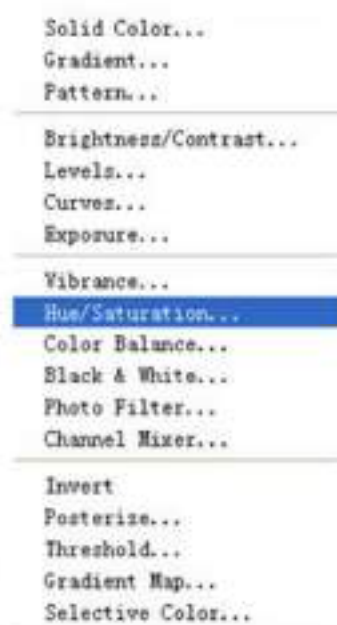 Solid Color...
Gradient...
Pattern...
Brightness/Contrast...
Levels...
Curves...
Exposure...
Vibrance...
Hue/Saturation...
Color Balance...
Black & White...
Photo Filter...
Channel Mixer...
Invert
Posterize...
Threshold...
Gradient Map...
Selective Color...